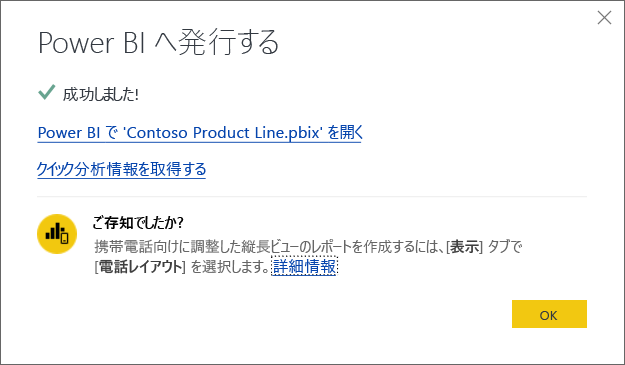 Power BI へ発行する
成功しました!
Power BI で 'Contoso Product Line.pbix' を開く
クイック分析情報を取得する
ご存知でしたか?
携帯電話向けに調整した縦長ビューのレポートを作成するには、[表示] タブで
[電話レイアウト] を選択します。詳細情報
OK